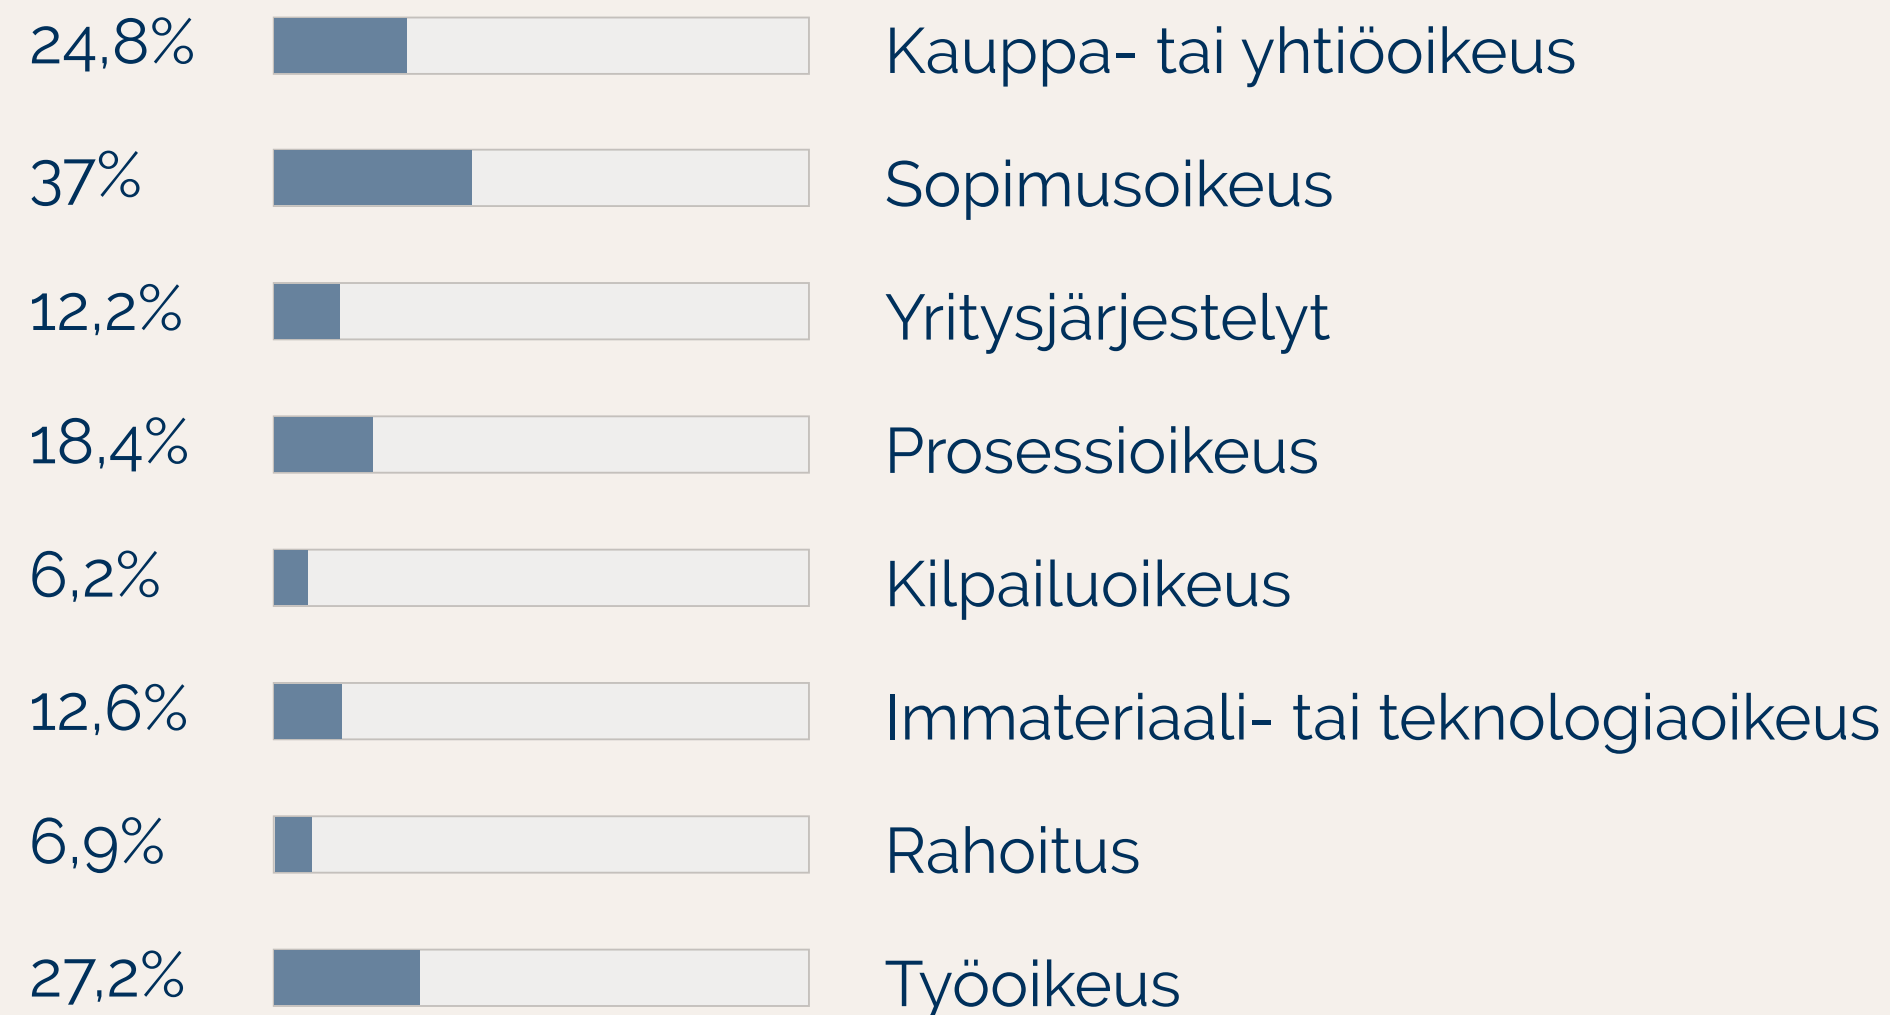 24,8% Kauppa- tai yhtiöoikeus
37% Sopimusoikeus
12,2% Yritysjärjestelyt
18,4% Prosessioikeus
6,2% Kilpailuoikeus
12,6% Immateriaali- tai teknologiaoikeus
6,9% Rahoitus
27,2% Työoikeus